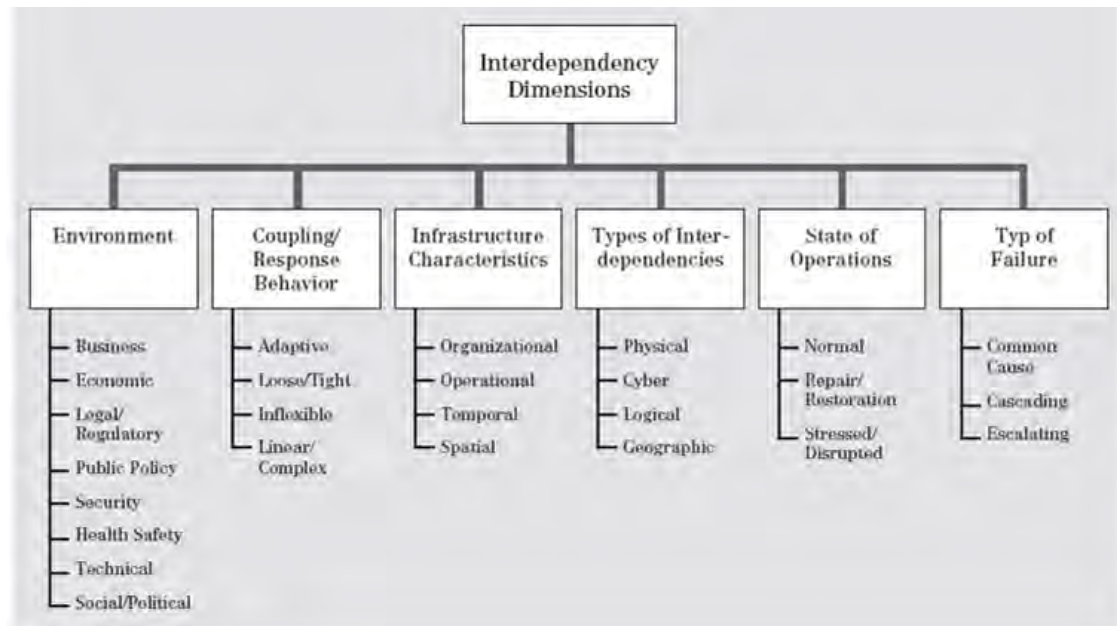 Interdependency
Dimensions
Environment
Business
Economic
Legal/
Regulatory
Public Policy
Security
Health Safety
Technical
Social/Political
Coupling/
Response
Behavior
Adaptive
Loose/Tight
Inflexible
Linear/
Complex
Infrastructure
Characteristics
Organizational
Operational
Temporal
Spatial
Types of Inter-
dependencies
Physical
Cyber
Logical
Geographic
State of
Operations
Normal
Repair/
Restoration
Stressed/
Disrupted
Typ of
Failure
Common
Cause
Cascading
Escalating